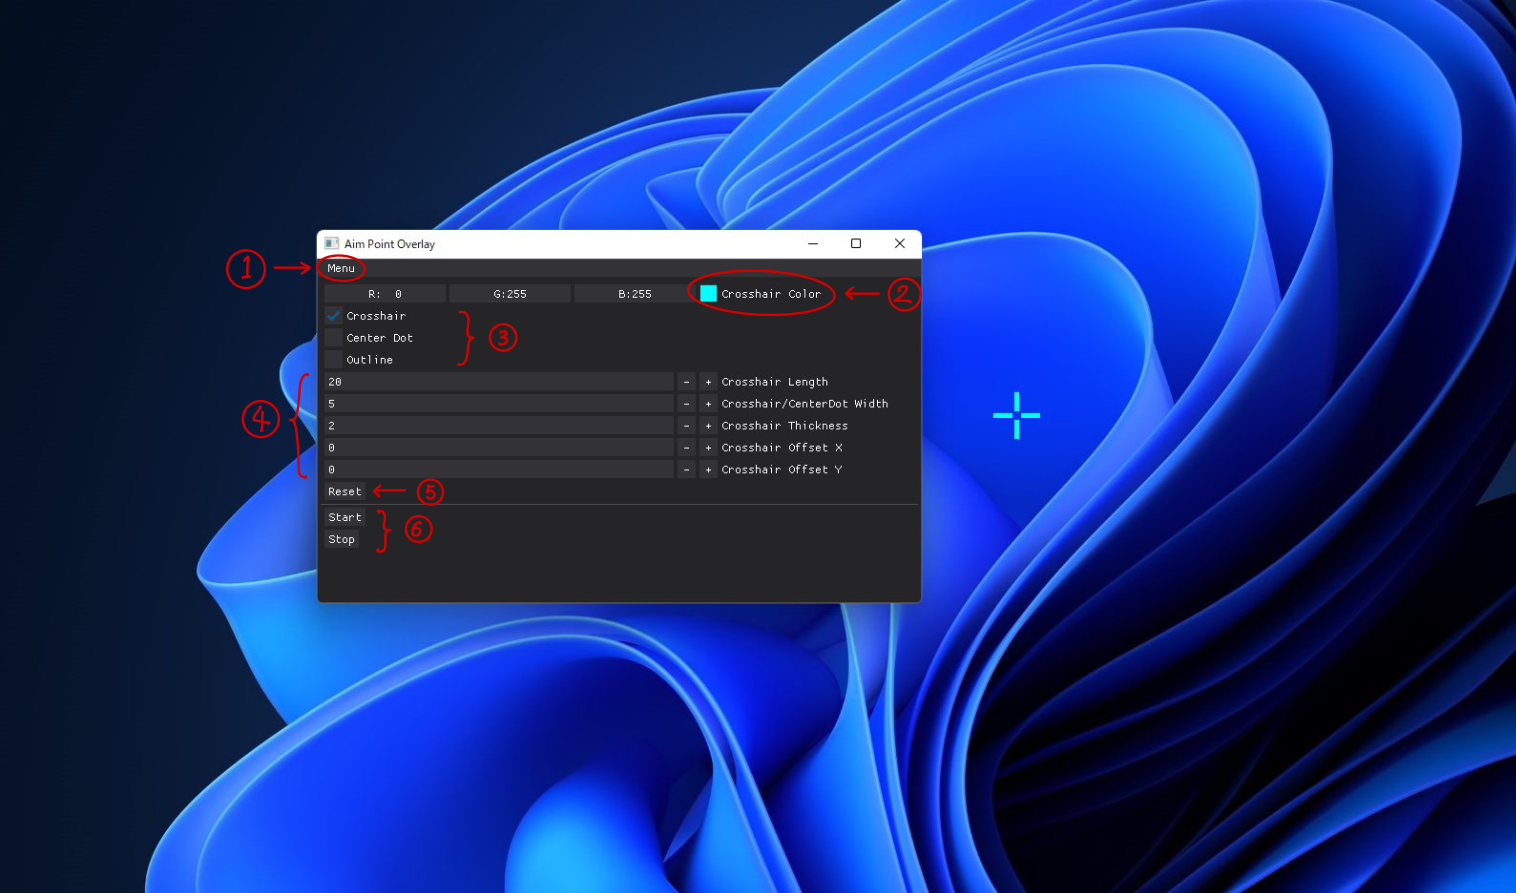 Aim Point Overlay
① Menu
R: 0 G:255 B:255 Crosshair Color ②
Crosshair
Center Dot ③
Outline
20 - + Crosshair Length
5 - + Crosshair/CenterDot Width
④ 2 - + Crosshair Thickness
0 - + Crosshair Offset X
0 - + Crosshair Offset Y
Reset ⑤
Start ⑥
Stop